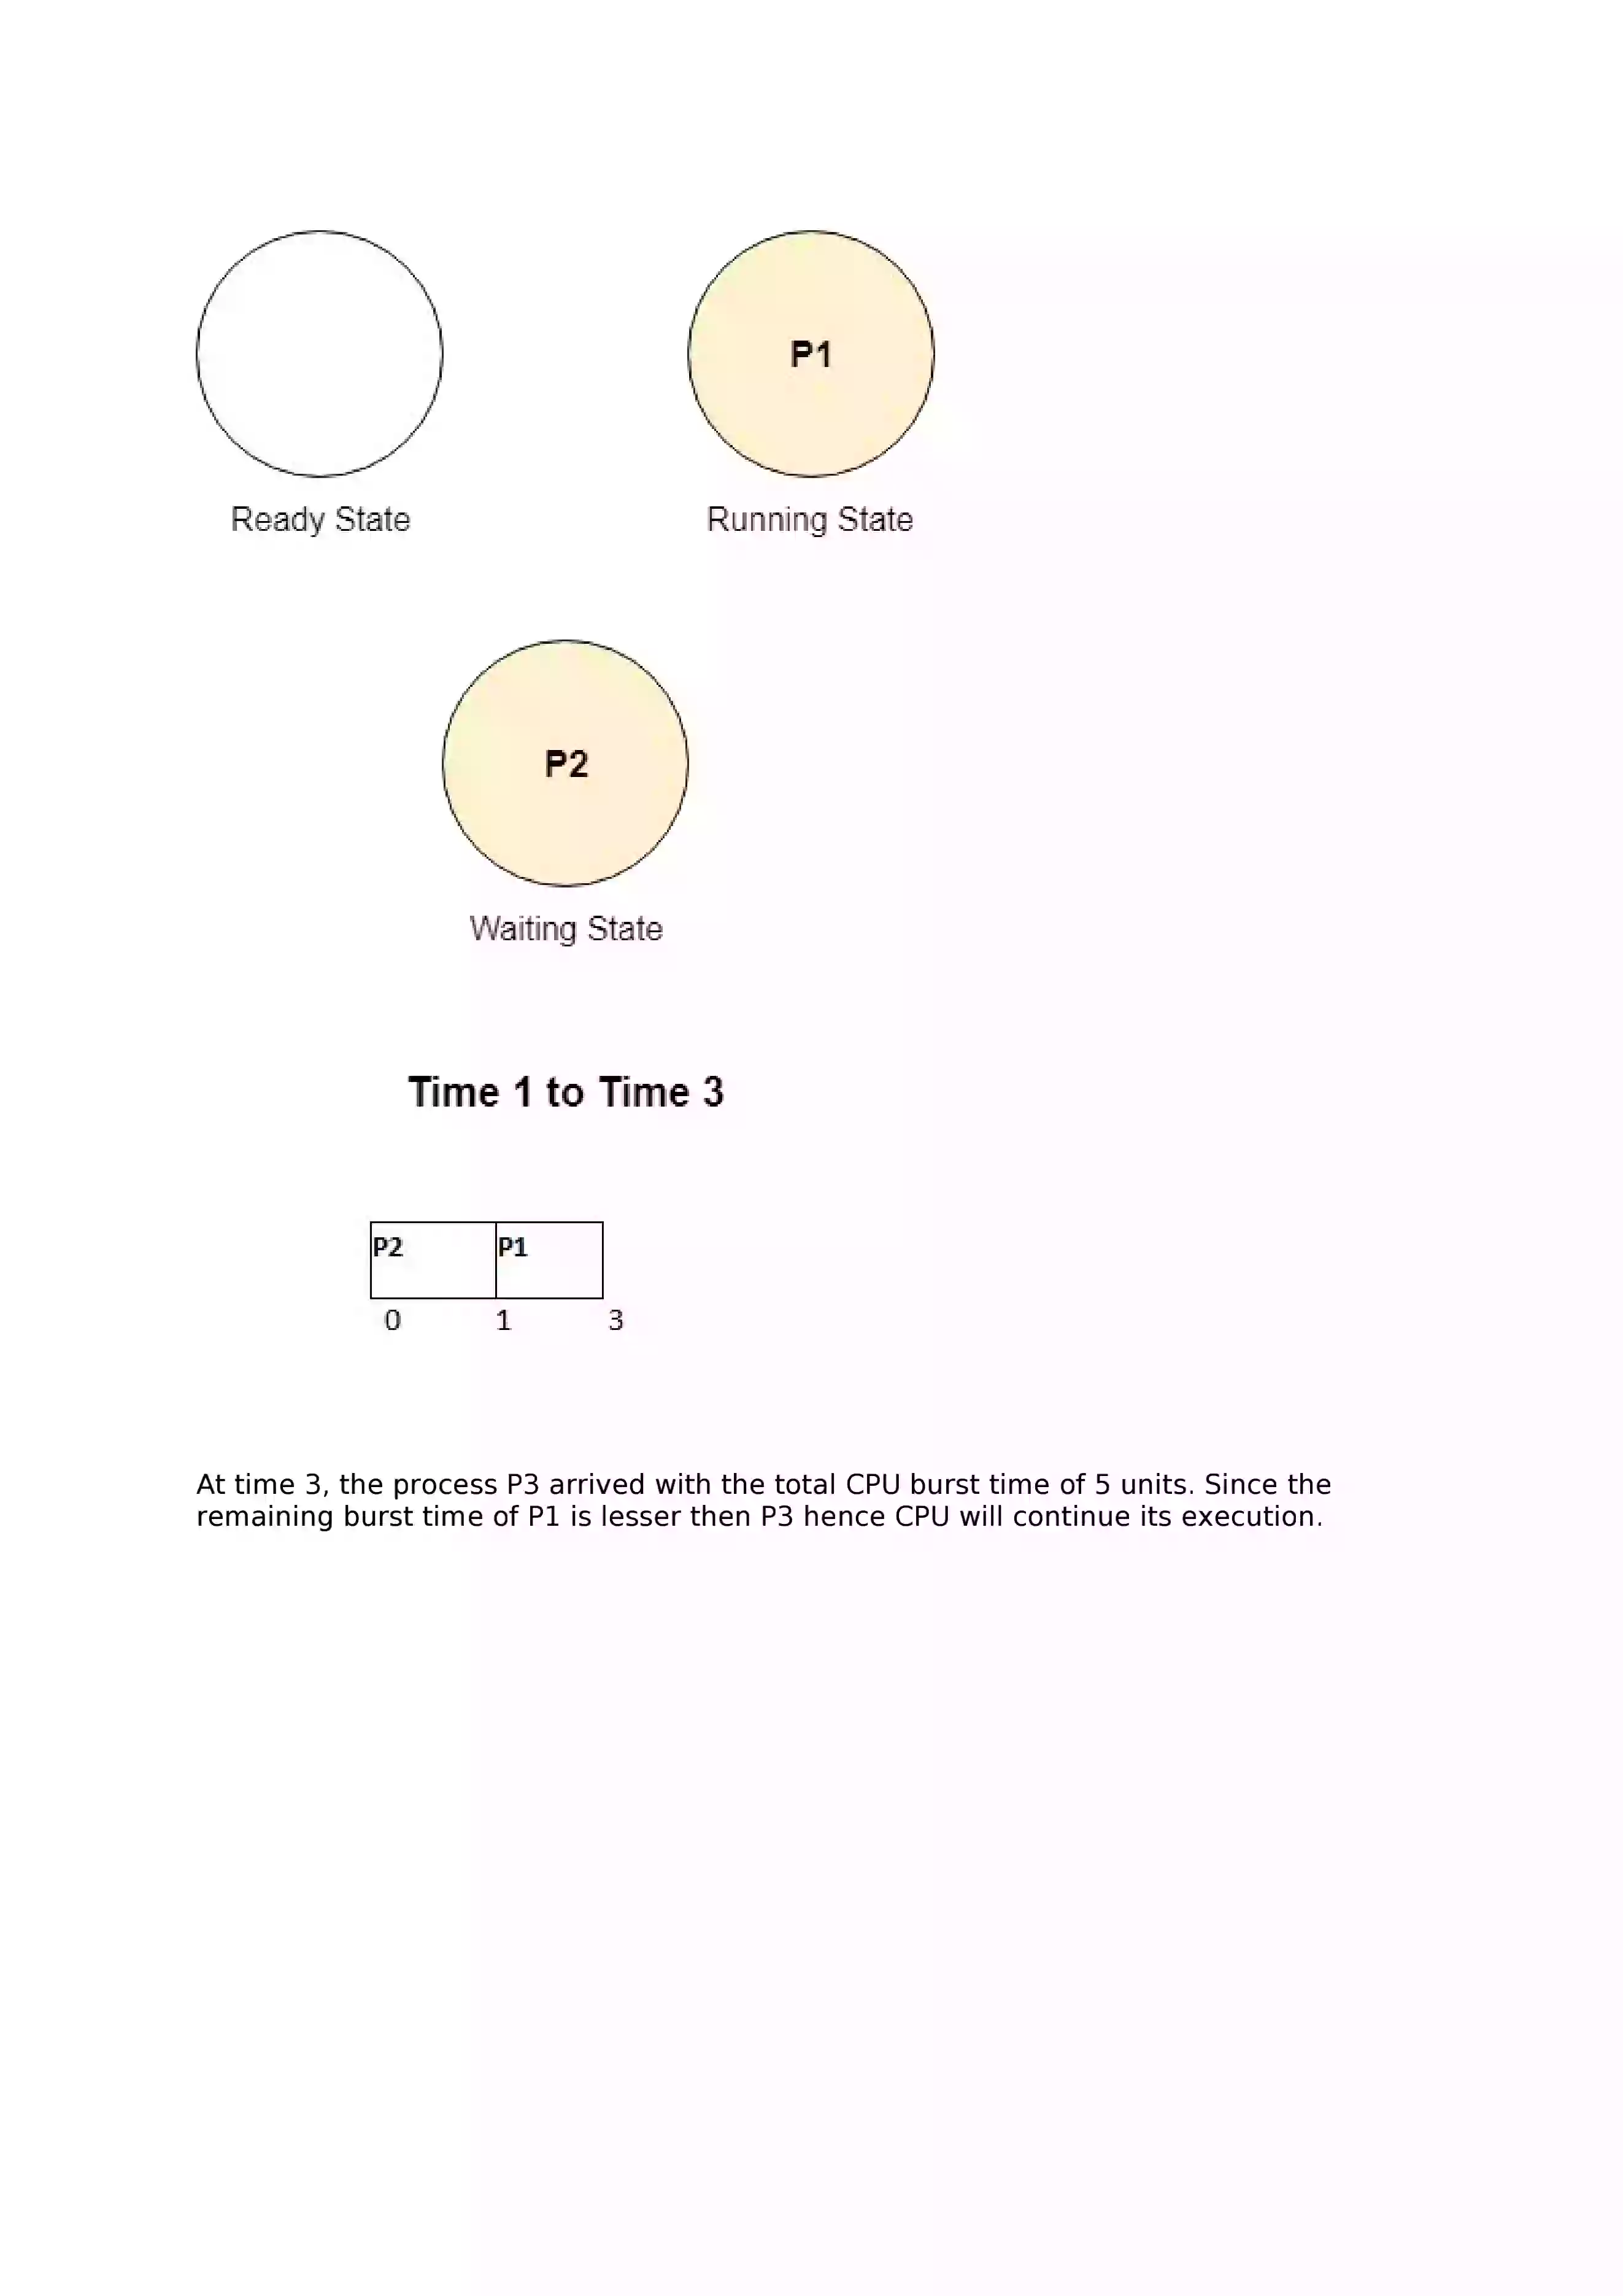 P1
Ready State
Running State
P2
Waiting State
Time 1 to Time 3
P2 P1
0 1 3
At time 3, the process P3 arrived with the total CPU burst time of 5 units. Since the
remaining burst time of P1 is lesser then P3 hence CPU will continue its execution.